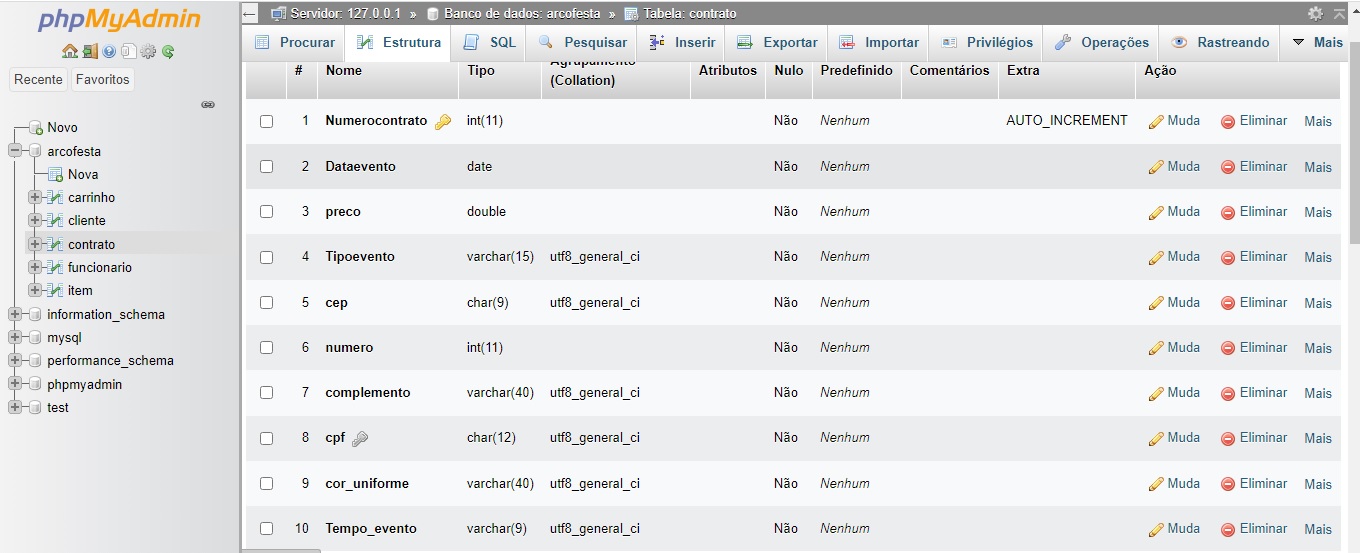 phpMyAdmin
Recente Favoritos
Novo
arcofesta
Nova
carrinho
cliente
contrato
funcionario
item
information_schema
mysql
performance_schema
phpmyadmin
test
Servidor: 127.0.0.1 » Banco de dados: arcofesta » Tabela: contrato
Procurar Estrutura SQL Pesquisar Inserir Exportar Importar Privilégios Operações Rastreando Mais
# Nome Tipo Agrupamento (Collation) Atributos Nulo Predefinido Comentários Extra Ação
1 Numerocontrato int(11) Não Nenhum AUTO_INCREMENT Muda Eliminar Mais
2 Dataevento date Não Nenhum Muda Eliminar Mais
3 preco double Não Nenhum Muda Eliminar Mais
4 Tipoevento varchar(15) utf8_general_ci Não Nenhum Muda Eliminar Mais
5 cep char(9) utf8_general_ci Não Nenhum Muda Eliminar Mais
6 numero int(11) Não Nenhum Muda Eliminar Mais
7 complemento varchar(40) utf8_general_ci Não Nenhum Muda Eliminar Mais
8 cpf char(12) utf8_general_ci Não Nenhum Muda Eliminar Mais
9 cor_uniforme varchar(40) utf8_general_ci Não Nenhum Muda Eliminar Mais
10 Tempo_evento varchar(9) utf8_general_ci Não Nenhum Muda Eliminar Mais